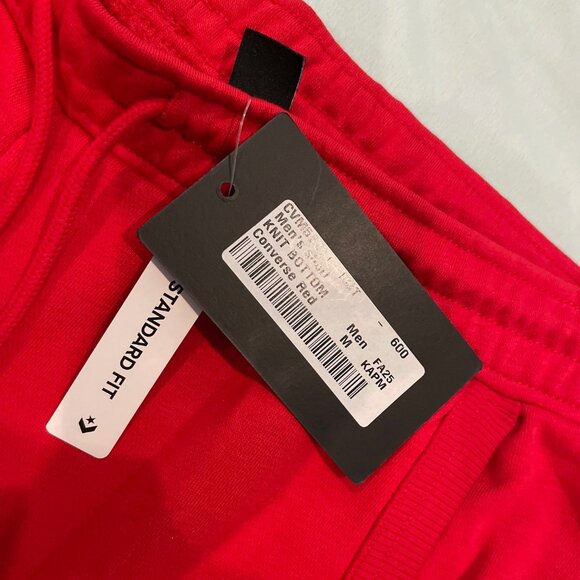 - 600
Men's
KNIT BOTTOM
Converse Red
Men FA25
M KAPM
STANDARD FIT